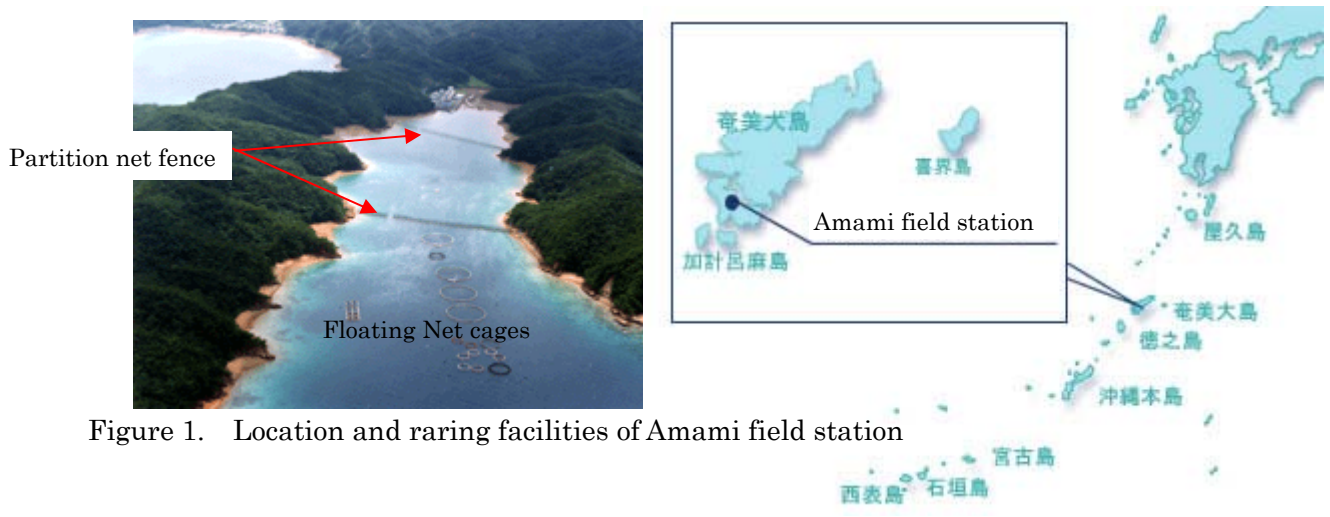 Partition net fence
Floating Net cages
奄美大島
喜界島
Amami field station
加計呂麻島
屋久島
奄美大島
徳之島
沖縄本島
宮古島
石垣島
西表島
Figure 1. Location and raring facilities of Amami field station